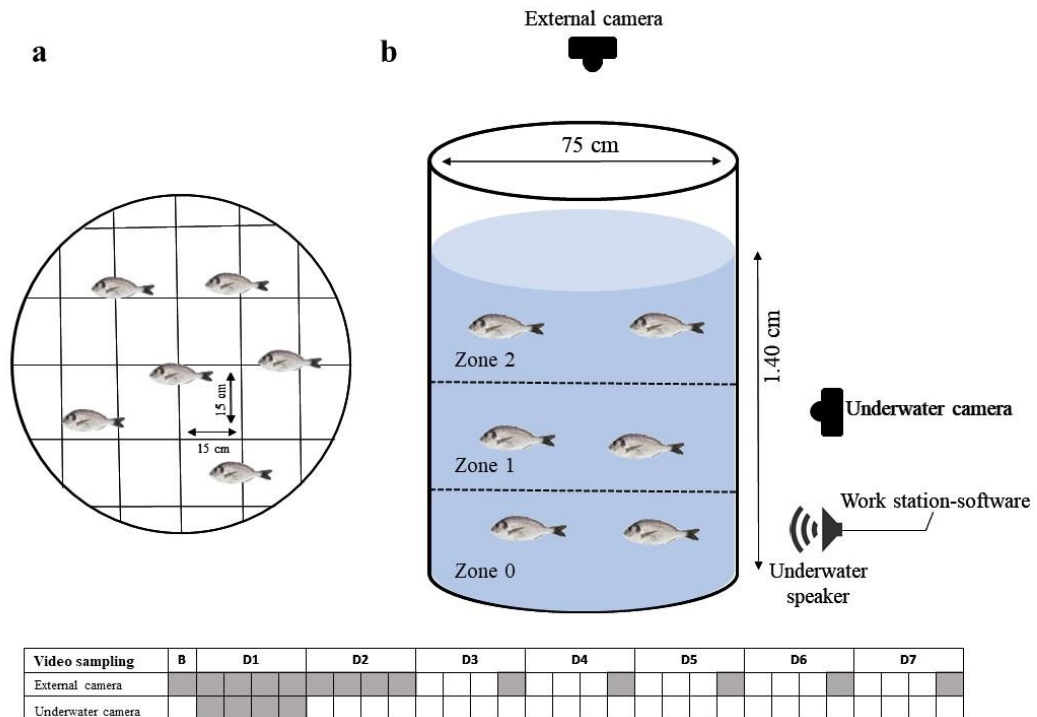 External camera
a
b
75 cm
15 cm
15 cm
Zone 2
Zone 1
Zone 0
1.40 cm
Underwater camera
Work station-software
Underwater
speaker
Video sampling B D1 D2 D3 D4 D5 D6 D7
External camera
Underwater camera